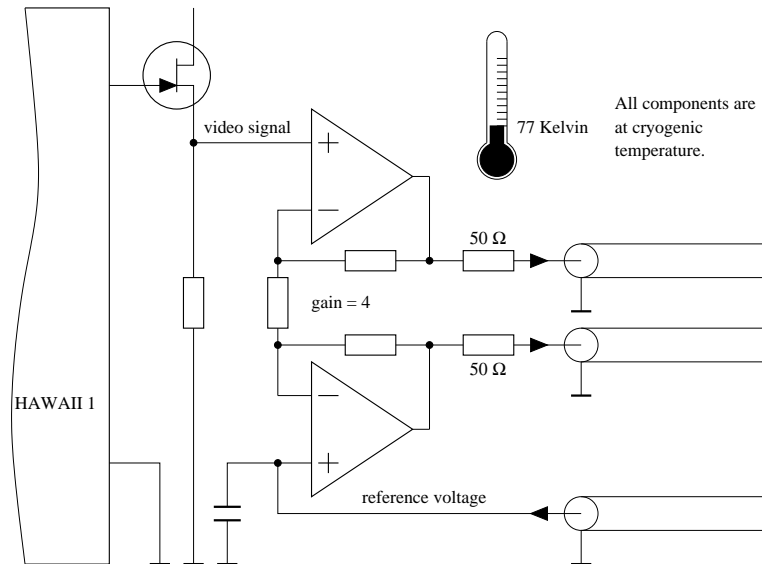 video signal
77 Kelvin
All components are
at cryogenic
temperature.
50 Ω
gain = 4
50 Ω
HAWAII 1
reference voltage